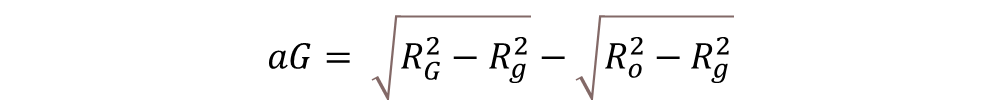 aG = √(R_G^2 − R_g^2) − √(R_o^2 − R_g^2)